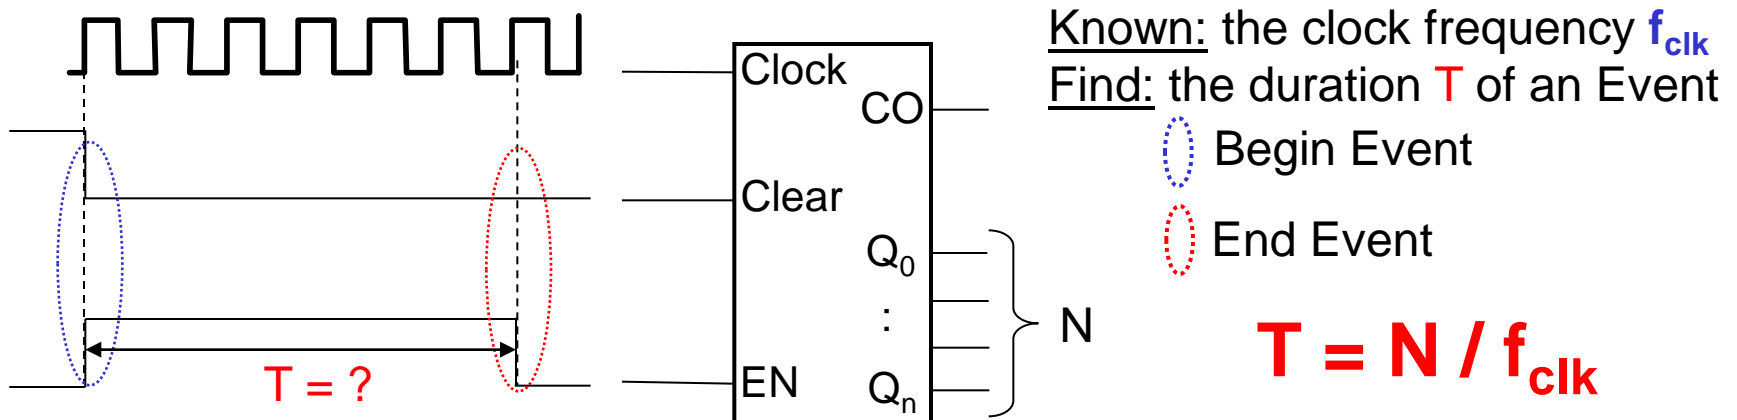 Known: the clock frequency fclk
Find: the duration T of an Event
Begin Event
End Event
T = N / fclk
Clock
CO
Clear
Q0
:
N
EN
Qn
T = ?